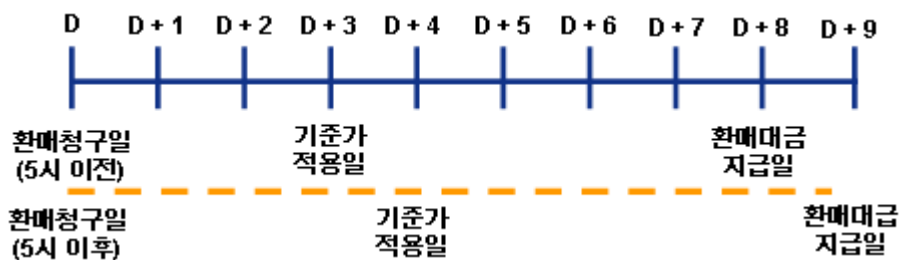 D D + 1 D + 2 D + 3 D + 4 D + 5 D + 6 D + 7 D + 8 D + 9
환매청구일
(5시 이전)
기준가
적용일
환매대금
지급일
환매청구일
(5시 이후)
기준가
적용일
환매대급
지급일